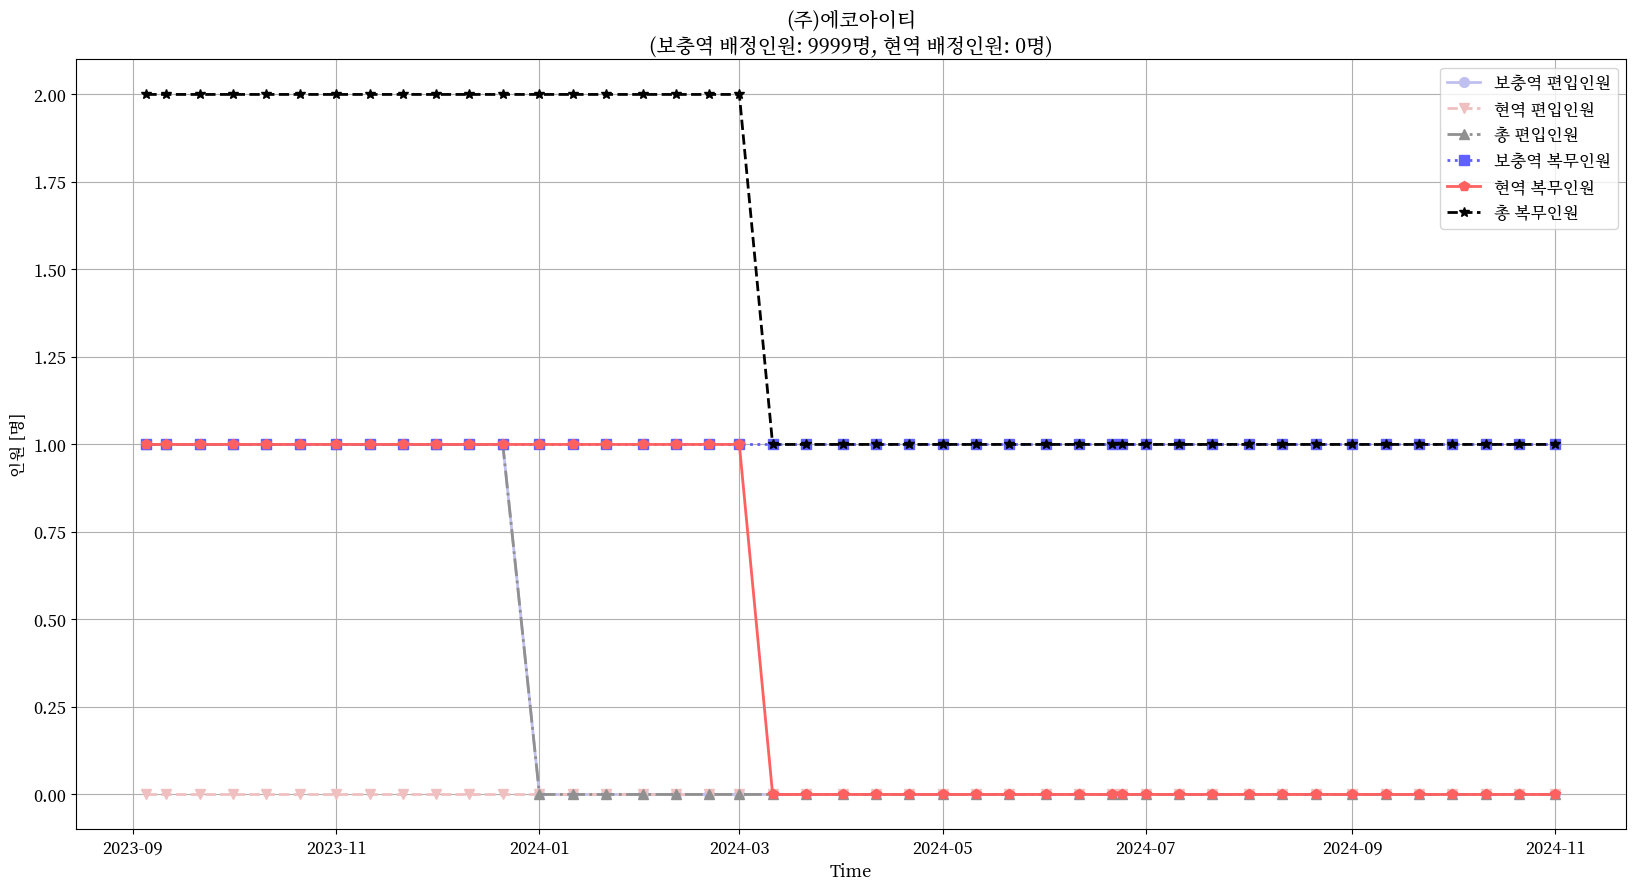 (주)에코아이티
(보충역 배정인원: 9999명, 현역 배정인원: 0명)
보충역 편입인원
현역 편입인원
총 편입인원
보충역 복무인원
현역 복무인원
총 복무인원
인원 [명]
2.00
1.75
1.50
1.25
1.00
0.75
0.50
0.25
0.00
2023-09 2023-11 2024-01 2024-03 2024-05 2024-07 2024-09 2024-11
Time